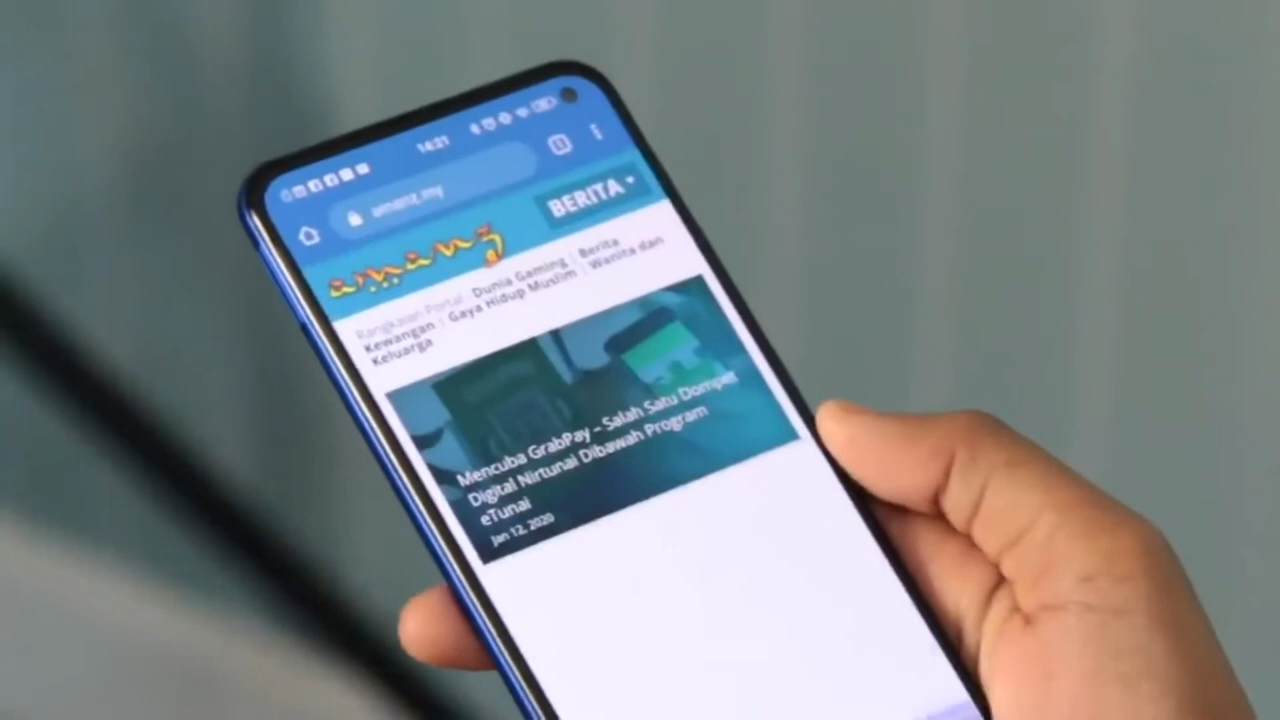 14:21
amanz.my
amanz
BERITA
Rangkaian Portal: Dunia Gaming | Berita
Kewangan | Gaya Hidup Muslim | Wanita dan
Keluarga
Mencuba GrabPay – Salah Satu Dompet
Digital Nirtunai Dibawah Program
eTunai
Jan 12, 2020